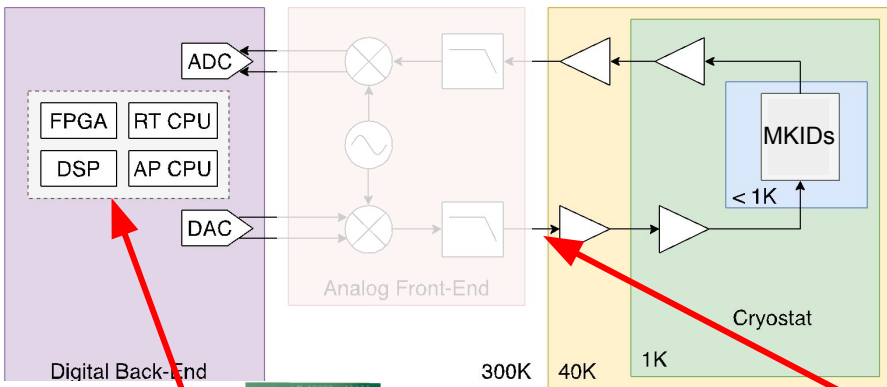 ADC
FPGA
RT CPU
DSP
AP CPU
DAC
MKIDs
< 1K
Analog Front-End
Cryostat
Digital Back-End
300K
40K
1K